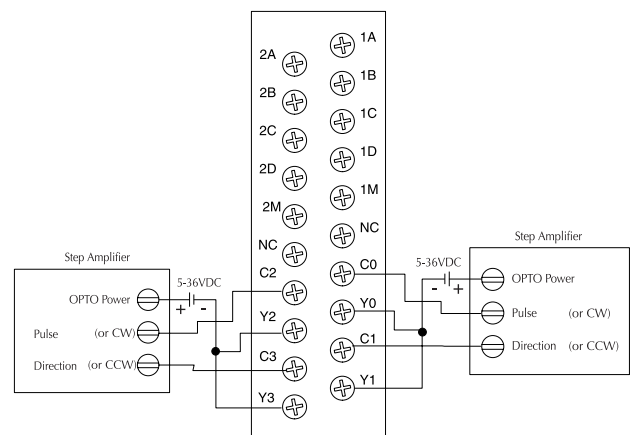 1A
2A
1B
2B
1C
2C
1D
2D
1M
2M
NC
NC
Step Amplifier
Step Amplifier
5-36VDC
C0
- +
OPTO Power
5-36VDC
C2
OPTO Power
+ -
Y0
Pulse (or CW)
Pulse (or CW)
Y2
C1
Direction (or CCW)
Direction (or CCW)
C3
Y1
Y3